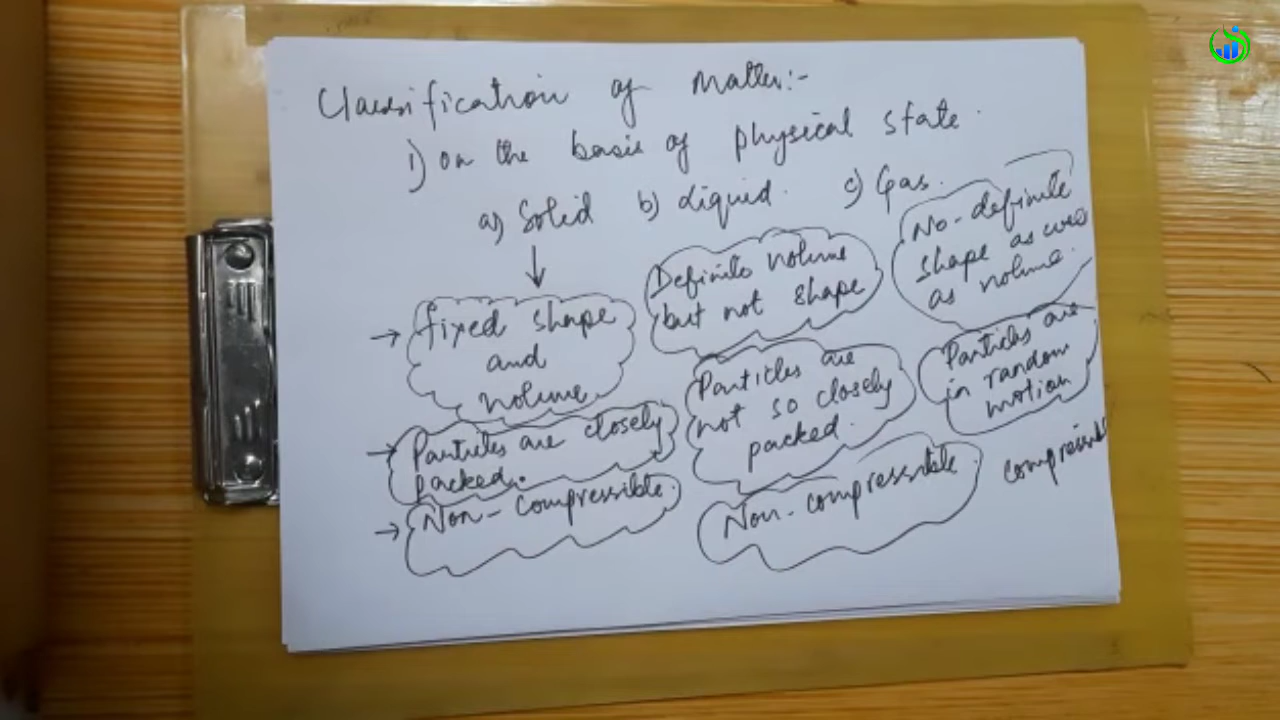 Classification of Matter:-
1) on the basis of physical state.
a) Solid b) Liquid. c) Gas.
fixed shape
and
volume
Definite volume
but not shape
No-definite
shape as well
as volume.
Particles are closely
packed.
Particles are
not so closely
packed.
Particles are
in random
motion
Non-Compressible
Non-compressible
compressibl